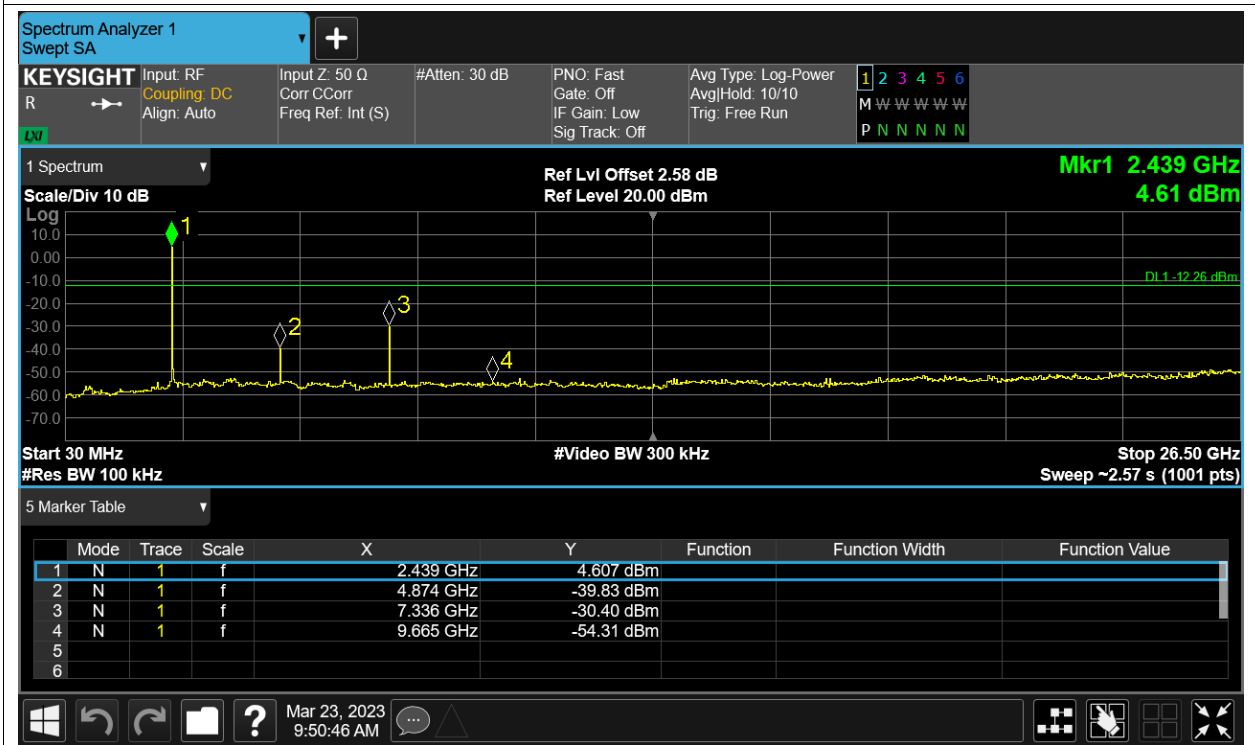 Spectrum Analyzer 1
Swept SA
KEYSIGHT Input: RF Input Z: 50 Ω #Atten: 30 dB PNO: Fast Avg Type: Log-Power 1 2 3 4 5 6
R Coupling: DC Corr CCorr Gate: Off Avg|Hold: 10/10 M W W W W W W
Align: Auto Freq Ref: Int (S) IF Gain: Low Trig: Free Run
LXI Sig Track: Off P N N N N N N
1 Spectrum Ref Lvl Offset 2.58 dB Mkr1 2.439 GHz
Scale/Div 10 dB Ref Level 20.00 dBm 4.61 dBm
Log
10.0
0.00
-10.0
-20.0
-30.0
-40.0
-50.0
-60.0
-70.0
1
2
3
4
DL1 -12.26 dBm
Start 30 MHz #Video BW 300 kHz Stop 26.50 GHz
#Res BW 100 kHz Sweep ~2.57 s (1001 pts)
5 Marker Table
Mode Trace Scale X Y Function Function Width Function Value
1 N 1 f 2.439 GHz 4.607 dBm
2 N 1 f 4.874 GHz -39.83 dBm
3 N 1 f 7.336 GHz -30.40 dBm
4 N 1 f 9.665 GHz -54.31 dBm
5
6
? Mar 23, 2023
9:50:46 AM